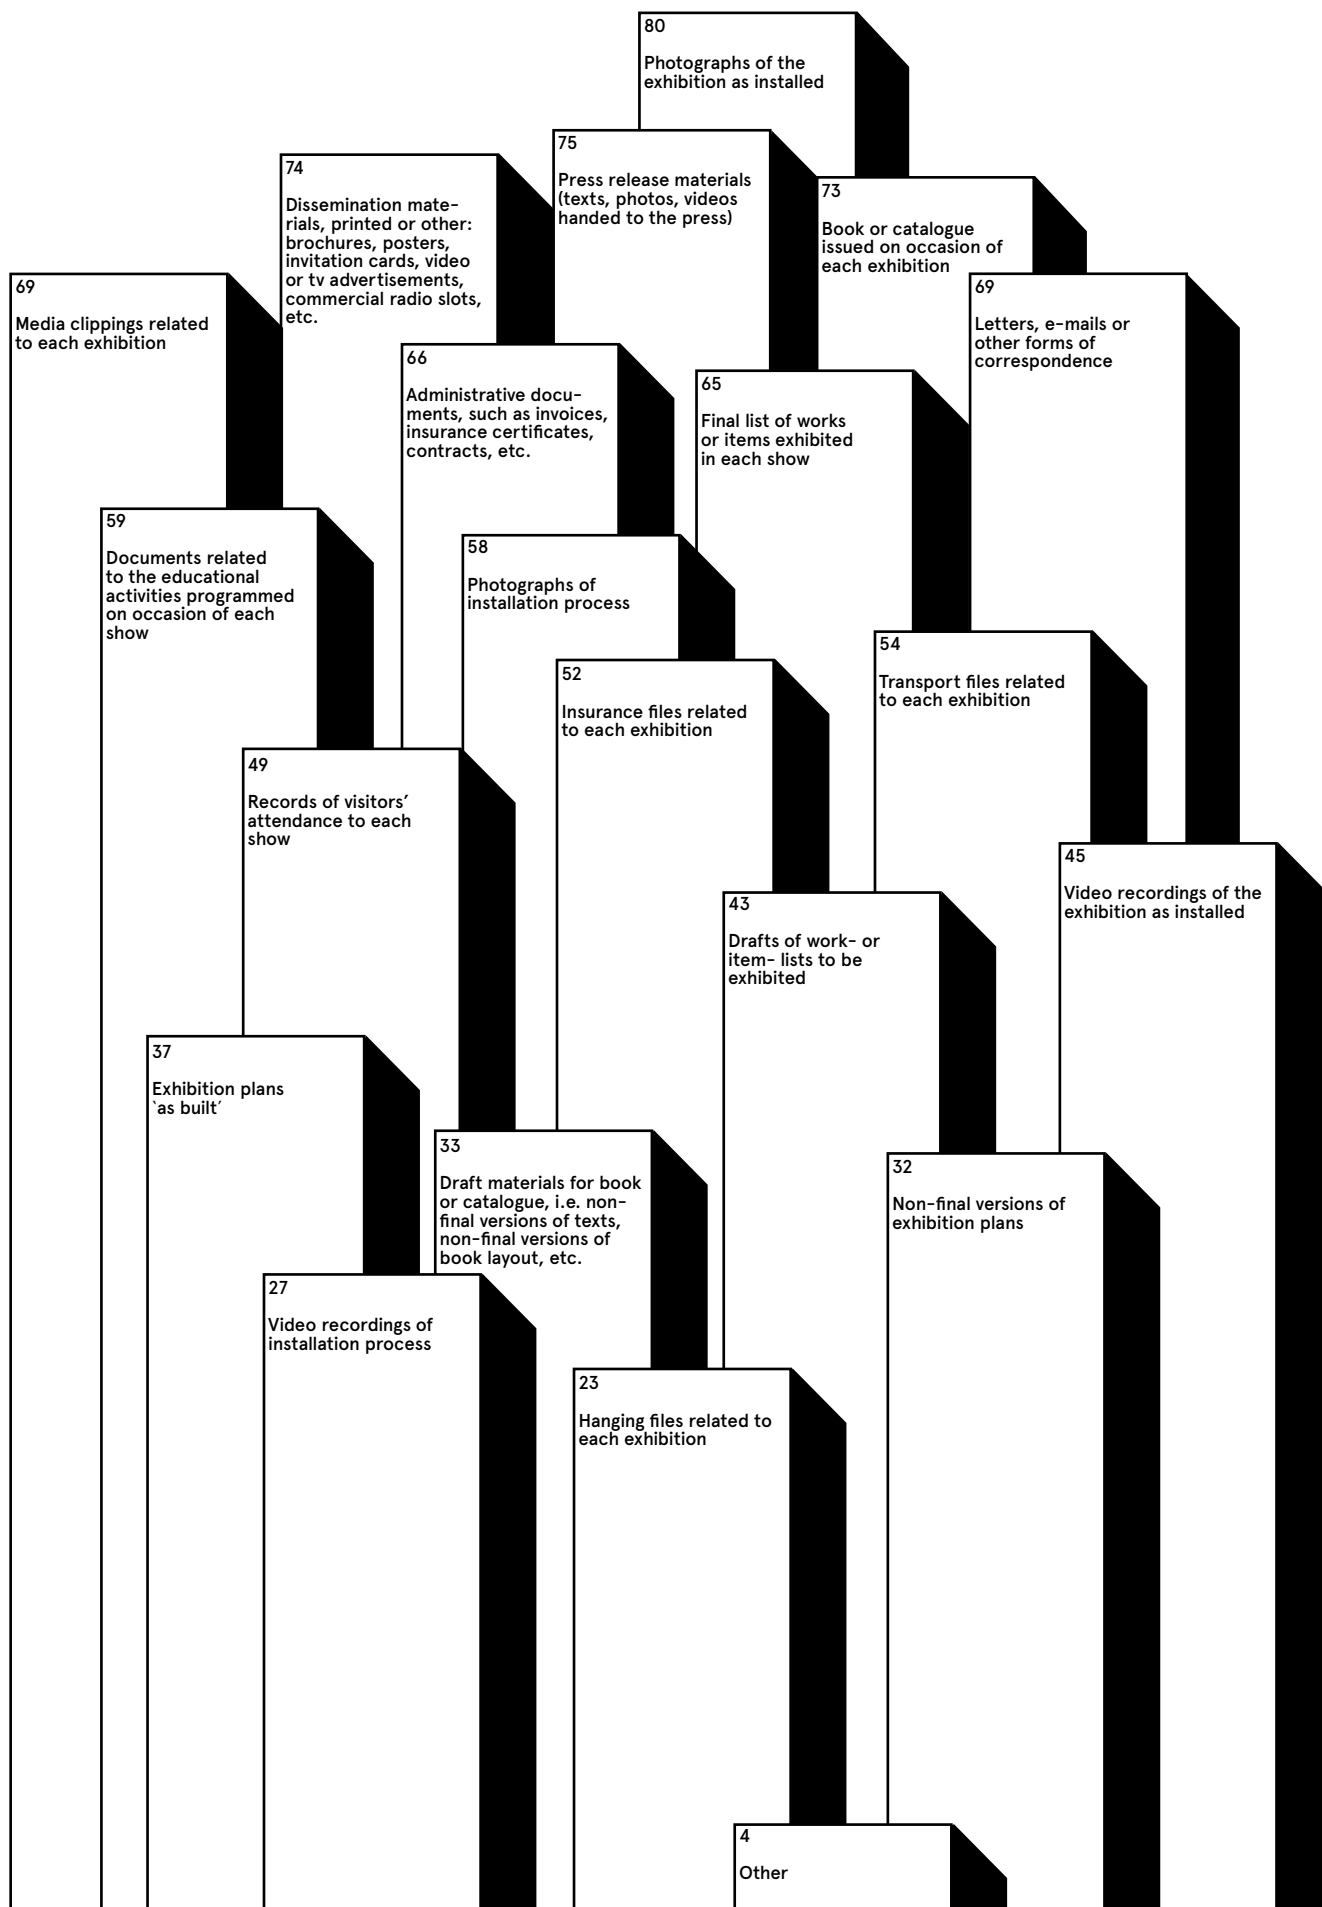 80
Photographs of the
exhibition as installed
75
Press release materials
(texts, photos, videos
handed to the press)
74
Dissemination mate-
rials, printed or other:
brochures, posters,
invitation cards, video
or tv advertisements,
commercial radio slots,
etc.
73
Book or catalogue
issued on occasion of
each exhibition
69
Media clippings related
to each exhibition
69
Letters, e-mails or
other forms of
correspondence
66
Administrative docu-
ments, such as invoices,
insurance certificates,
contracts, etc.
65
Final list of works
or items exhibited
in each show
59
Documents related
to the educational
activities programmed
on occasion of each
show
58
Photographs of
installation process
54
Transport files related
to each exhibition
52
Insurance files related
to each exhibition
49
Records of visitors’
attendance to each
show
45
Video recordings of the
exhibition as installed
43
Drafts of work- or
item- lists to be
exhibited
37
Exhibition plans
`as built´
33
Draft materials for book
or catalogue, i.e. non-
final versions of texts,
non-final versions of
book layout, etc.
32
Non-final versions of
exhibition plans
27
Video recordings of
installation process
23
Hanging files related to
each exhibition
4
Other